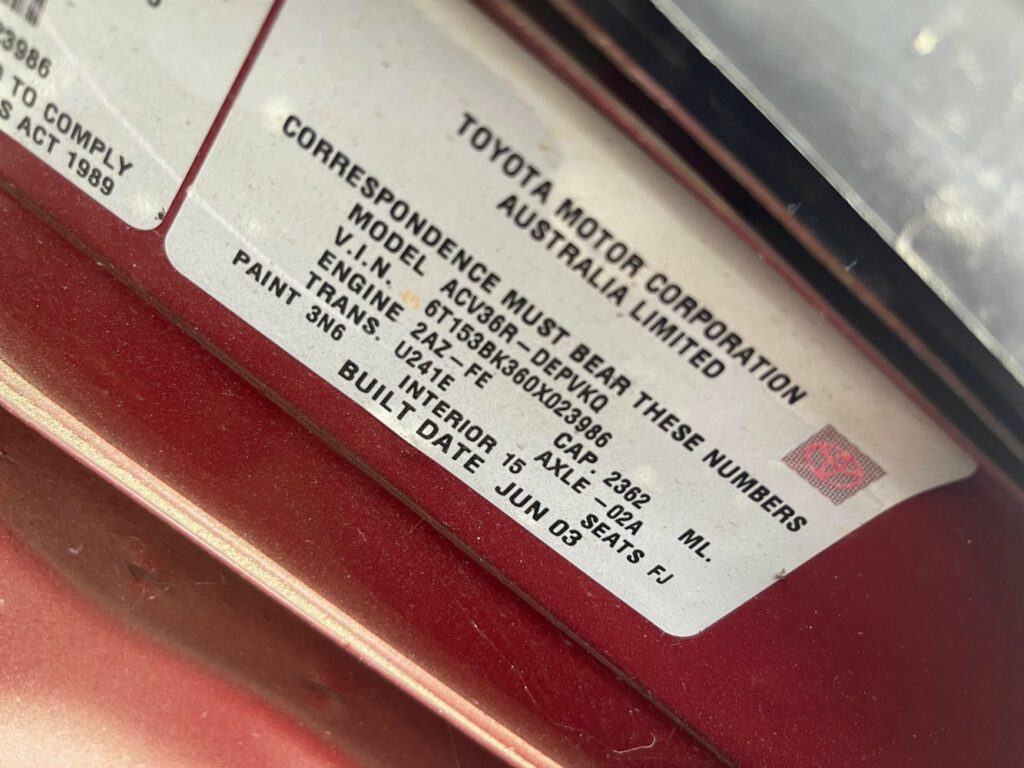 23986
TO COMPLY
S ACT 1989
TOYOTA MOTOR CORPORATION
AUSTRALIA LIMITED
CORRESPONDENCE MUST BEAR THESE NUMBERS
MODEL ACV36R-DEPVKQ
V.I.N. 6T153BK360X023986
ENGINE 2AZ-FE CAP. 2362 ML.
TRANS. U241E AXLE -02A
PAINT 3N6 INTERIOR 15 SEATS FJ
BUILT DATE JUN 03